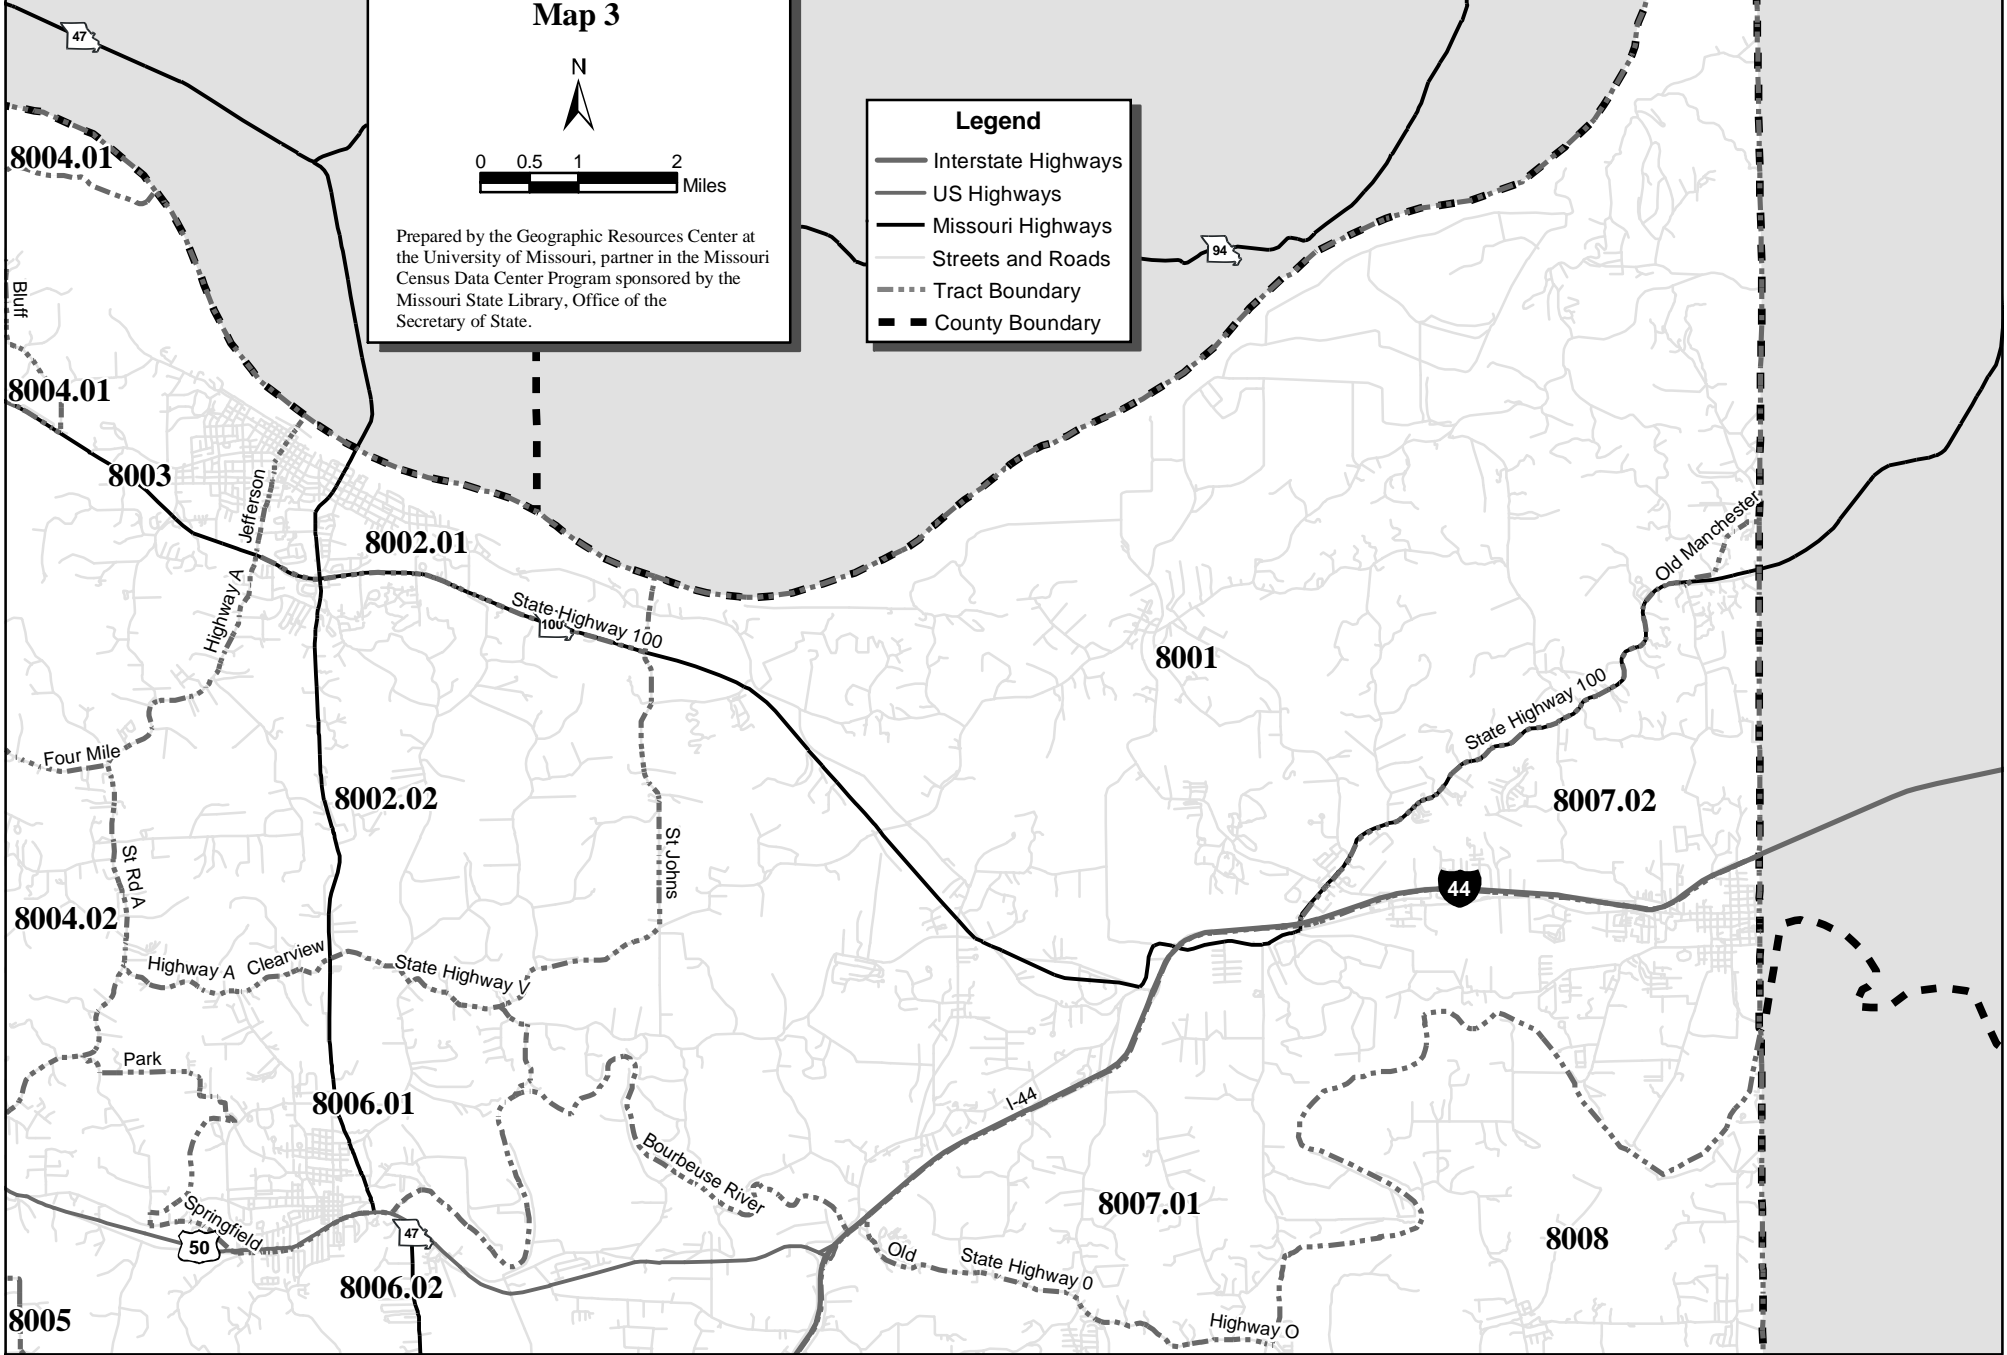 Map 3
N
0 0.5 1 2
Miles
Prepared by the Geographic Resources Center at
the University of Missouri, partner in the Missouri
Census Data Center Program sponsored by the
Missouri State Library, Office of the
Secretary of State.
Legend
Interstate Highways
US Highways
Missouri Highways
Streets and Roads
Tract Boundary
County Boundary
47
94
8004.01
Bluff
8004.01
8003
Jefferson
8002.01
Highway A
State Highway 100
100
8001
Old Manchester
State Highway 100
Four Mile
8002.02
8007.02
St Rd A
St Johns
44
8004.02
Highway A
Clearview
State Highway V
Park
8006.01
I-44
Bourbeuse River
8007.01
Springfield
50
47
8008
Old
State Highway 0
8006.02
8005
Highway O